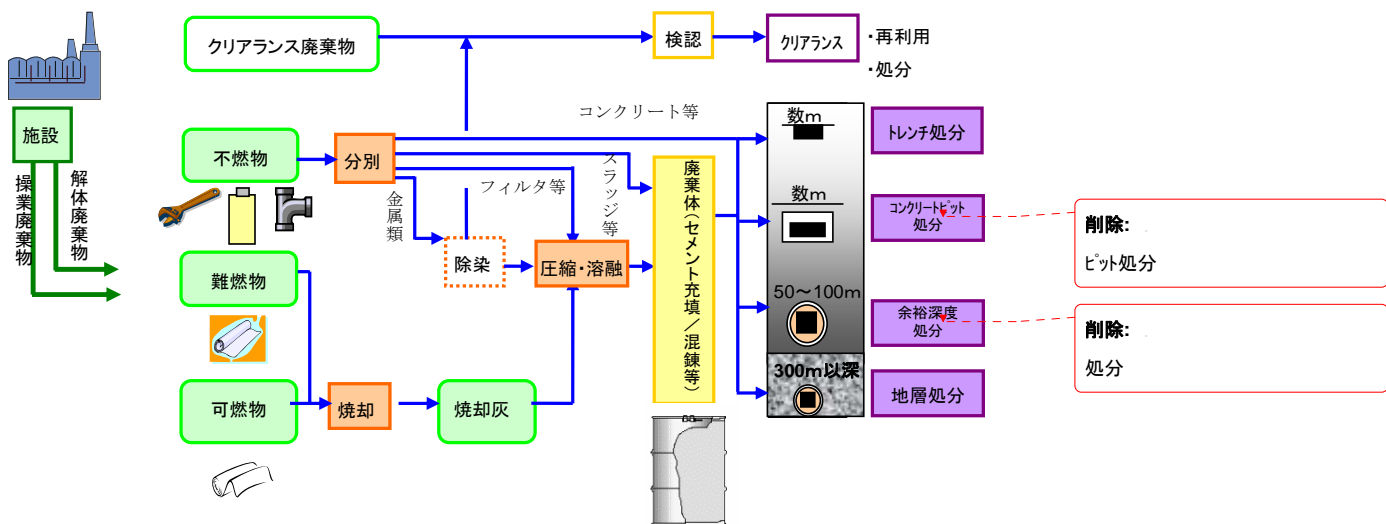 クリアランス廃棄物
検認
クリアランス
・再利用
・処分
施設
操業廃棄物
解体廃棄物
不燃物
分別
コンクリート等
スラッジ等
フィルタ等
金属類
除染
圧縮・溶融
難燃物
可燃物
焼却
焼却灰
廃棄体(セメント充填/混錬等)
数m
数m
50~100m
300m以深
トレンチ処分
コンクリートピット
処分
余裕深度
処分
地層処分
削除:
ピット処分
削除:
処分